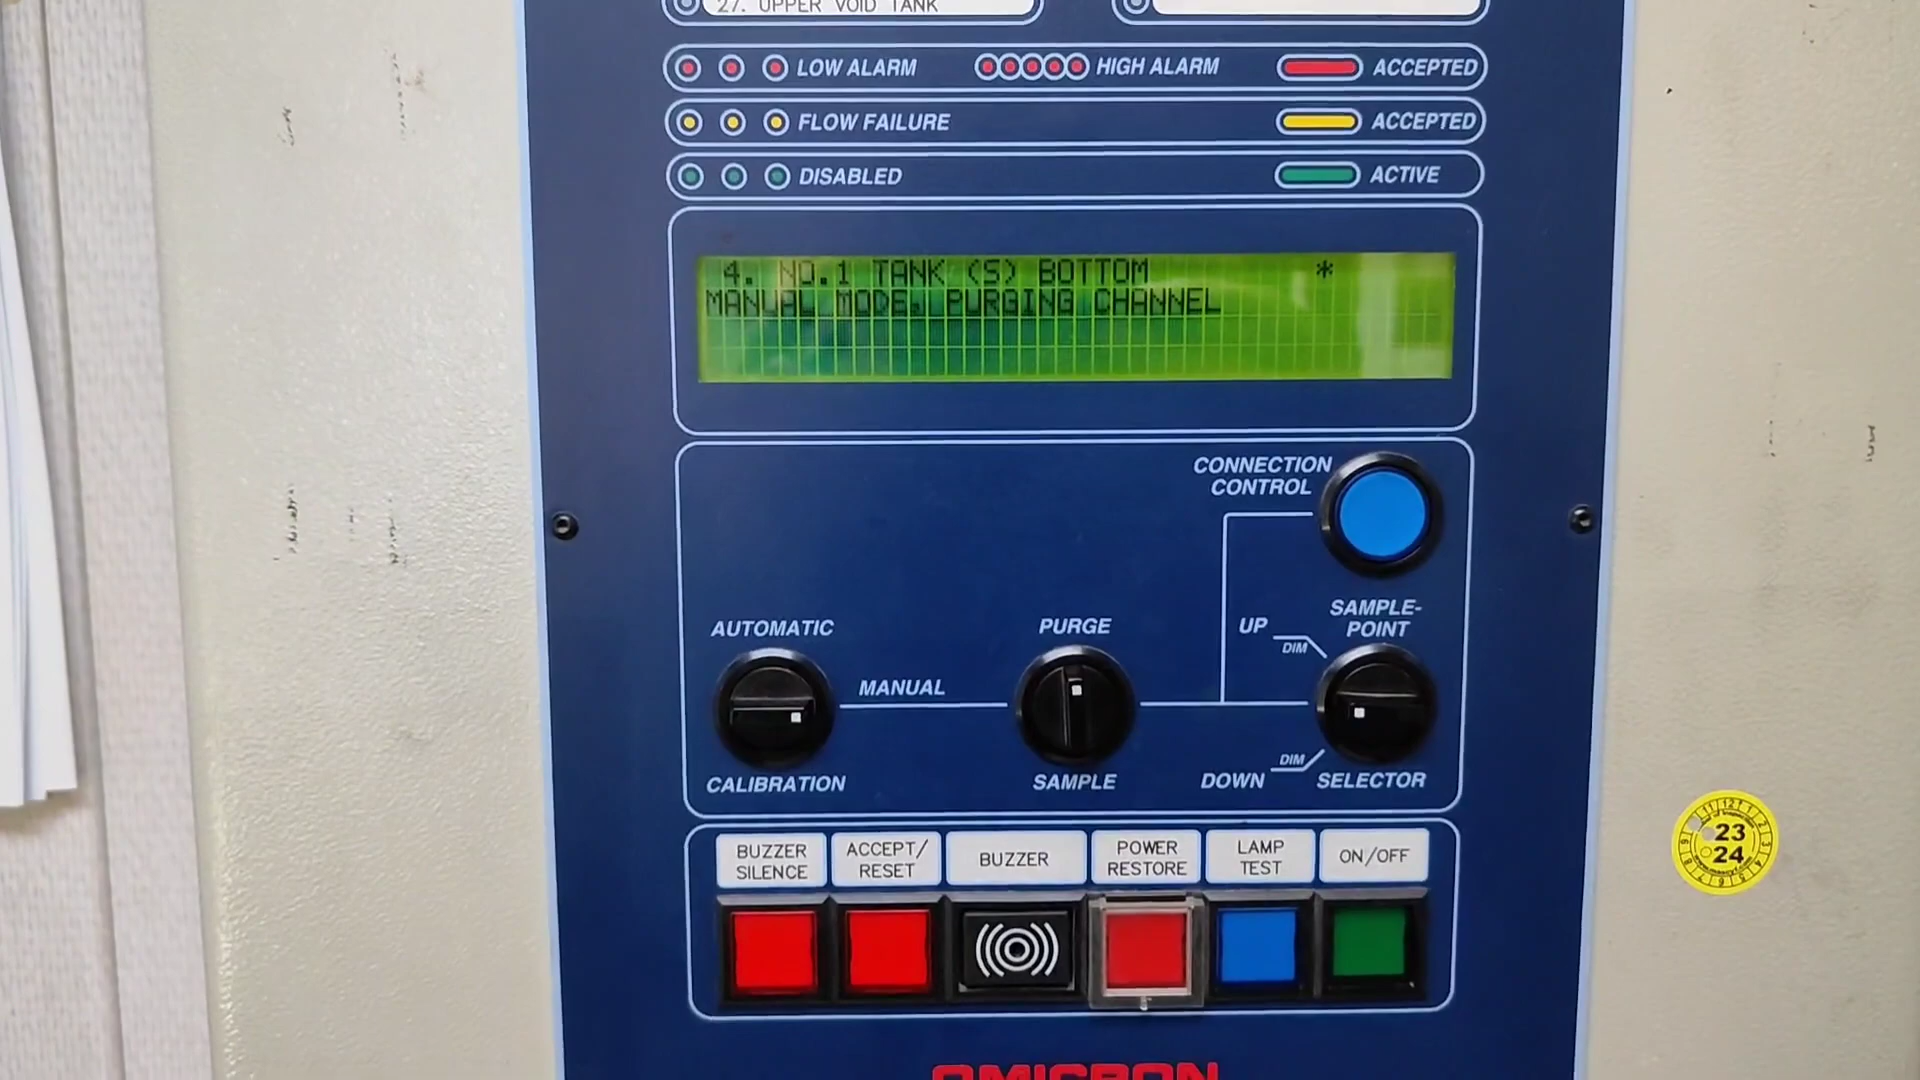 27. UPPER VOID TANK
LOW ALARM HIGH ALARM ACCEPTED
FLOW FAILURE ACCEPTED
DISABLED ACTIVE
4. NO.1 TANK (S) BOTTOM *
MANUAL MODE, PURGING CHANNEL
CONNECTION
CONTROL
AUTOMATIC
MANUAL
CALIBRATION
PURGE
SAMPLE
UP
DIM
SAMPLE-
POINT
DIM
DOWN
SELECTOR
BUZZER
SILENCE
ACCEPT/
RESET
BUZZER
POWER
RESTORE
LAMP
TEST
ON/OFF
23
24
OMICRON